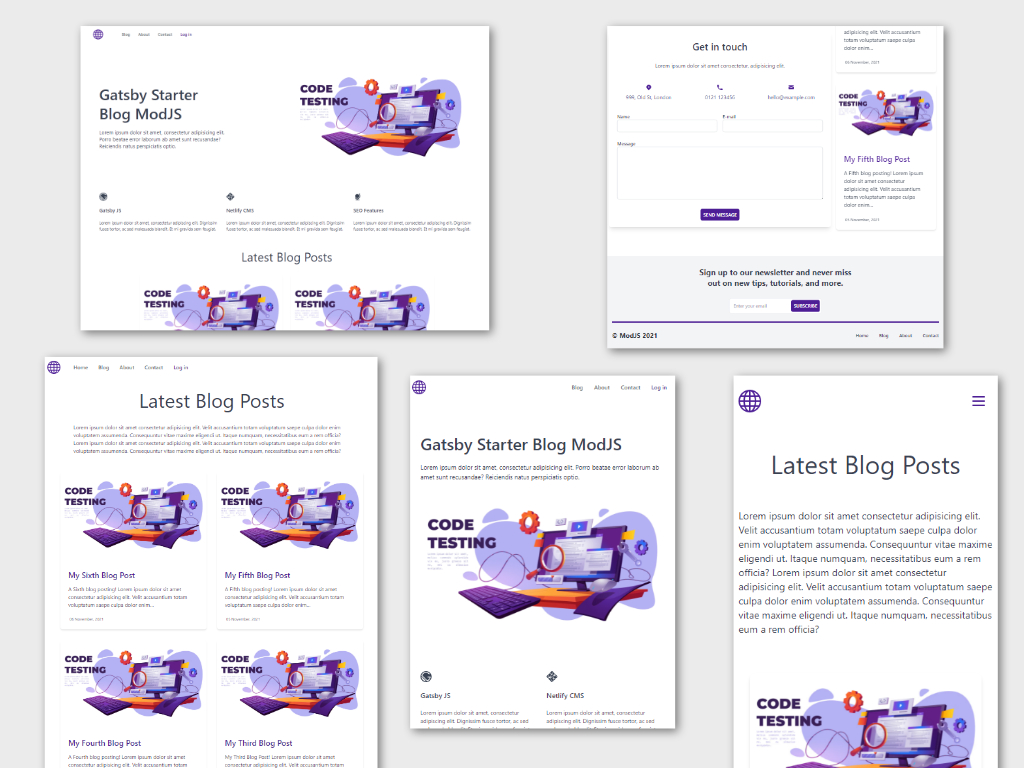 Blog About Contact Log in
Gatsby Starter
Blog ModJS
Lorem ipsum dolor sit amet, consectetur adipisicing elit.
Porro beatae error laborum ab amet sunt recusandae?
Reiciendis natus perspiciatis optio.
CODE
TESTING
Gatsby JS
Netlify CMS
SEO Features
Lorem ipsum dolor sit amet, consectetur adipiscing elit. Dignissim
fusce tortor, ac sed malesuada blandit. Et mi gravida sem feugiat.
Lorem ipsum dolor sit amet, consectetur adipiscing elit. Dignissim
fusce tortor, ac sed malesuada blandit. Et mi gravida sem feugiat.
Lorem ipsum dolor sit amet, consectetur adipiscing elit. Dignissim
fusce tortor, ac sed malesuada blandit. Et mi gravida sem feugiat.
Latest Blog Posts
CODE
TESTING
CODE
TESTING
Get in touch
Lorem ipsum dolor sit amet consectetur, adipisicing elit.
99B, Old St, London
0121 123456
hello@example.com
Name
E-mail
Message
SEND MESSAGE
adipisicing elit. Velit accusantium
totam voluptatum saepe culpa
dolor enim...
06 November, 2021
CODE
TESTING
My Fifth Blog Post
A Fifth blog posting! Lorem ipsum
dolor sit amet consectetur
adipisicing elit. Velit accusantium
totam voluptatum saepe culpa
dolor enim...
05 November, 2021
Sign up to our newsletter and never miss
out on new tips, tutorials, and more.
Enter your email
SUBSCRIBE
© ModJS 2021
Home Blog About Contact
Home Blog About Contact Log in
Latest Blog Posts
Lorem ipsum dolor sit amet consectetur adipisicing elit. Velit accusantium totam voluptatum saepe culpa dolor enim
voluptatem assumenda. Consequuntur vitae maxime eligendi ut. Itaque numquam, necessitatibus eum a rem officia?
Lorem ipsum dolor sit amet consectetur adipisicing elit. Velit accusantium totam voluptatum saepe culpa dolor enim
voluptatem assumenda. Consequuntur vitae maxime eligendi ut. Itaque numquam, necessitatibus eum a rem officia?
CODE
TESTING
My Sixth Blog Post
A Sixth blog posting! Lorem ipsum dolor sit amet
consectetur adipisicing elit. Velit accusantium totam
voluptatum saepe culpa dolor enim...
06 November, 2021
CODE
TESTING
My Fifth Blog Post
A Fifth blog posting! Lorem ipsum dolor sit amet
consectetur adipisicing elit. Velit accusantium totam
voluptatum saepe culpa dolor enim...
05 November, 2021
CODE
TESTING
My Fourth Blog Post
A Fourth blog posting! Lorem ipsum dolor sit amet
CODE
TESTING
My Third Blog Post
My Third Blog Post! Lorem ipsum dolor sit amet
Blog About Contact Log in
Gatsby Starter Blog ModJS
Lorem ipsum dolor sit amet, consectetur adipisicing elit. Porro beatae error laborum ab
amet sunt recusandae? Reiciendis natus perspiciatis optio.
CODE
TESTING
Gatsby JS
Netlify CMS
Lorem ipsum dolor sit amet, consectetur
adipiscing elit. Dignissim fusce tortor, ac sed
Lorem ipsum dolor sit amet, consectetur
adipiscing elit. Dignissim fusce tortor, ac sed
Latest Blog Posts
Lorem ipsum dolor sit amet consectetur adipisicing elit.
Velit accusantium totam voluptatum saepe culpa dolor
enim voluptatem assumenda. Consequuntur vitae maxime
eligendi ut. Itaque numquam, necessitatibus eum a rem
officia? Lorem ipsum dolor sit amet consectetur
adipisicing elit. Velit accusantium totam voluptatum saepe
culpa dolor enim voluptatem assumenda. Consequuntur
vitae maxime eligendi ut. Itaque numquam, necessitatibus
eum a rem officia?
CODE
TESTING